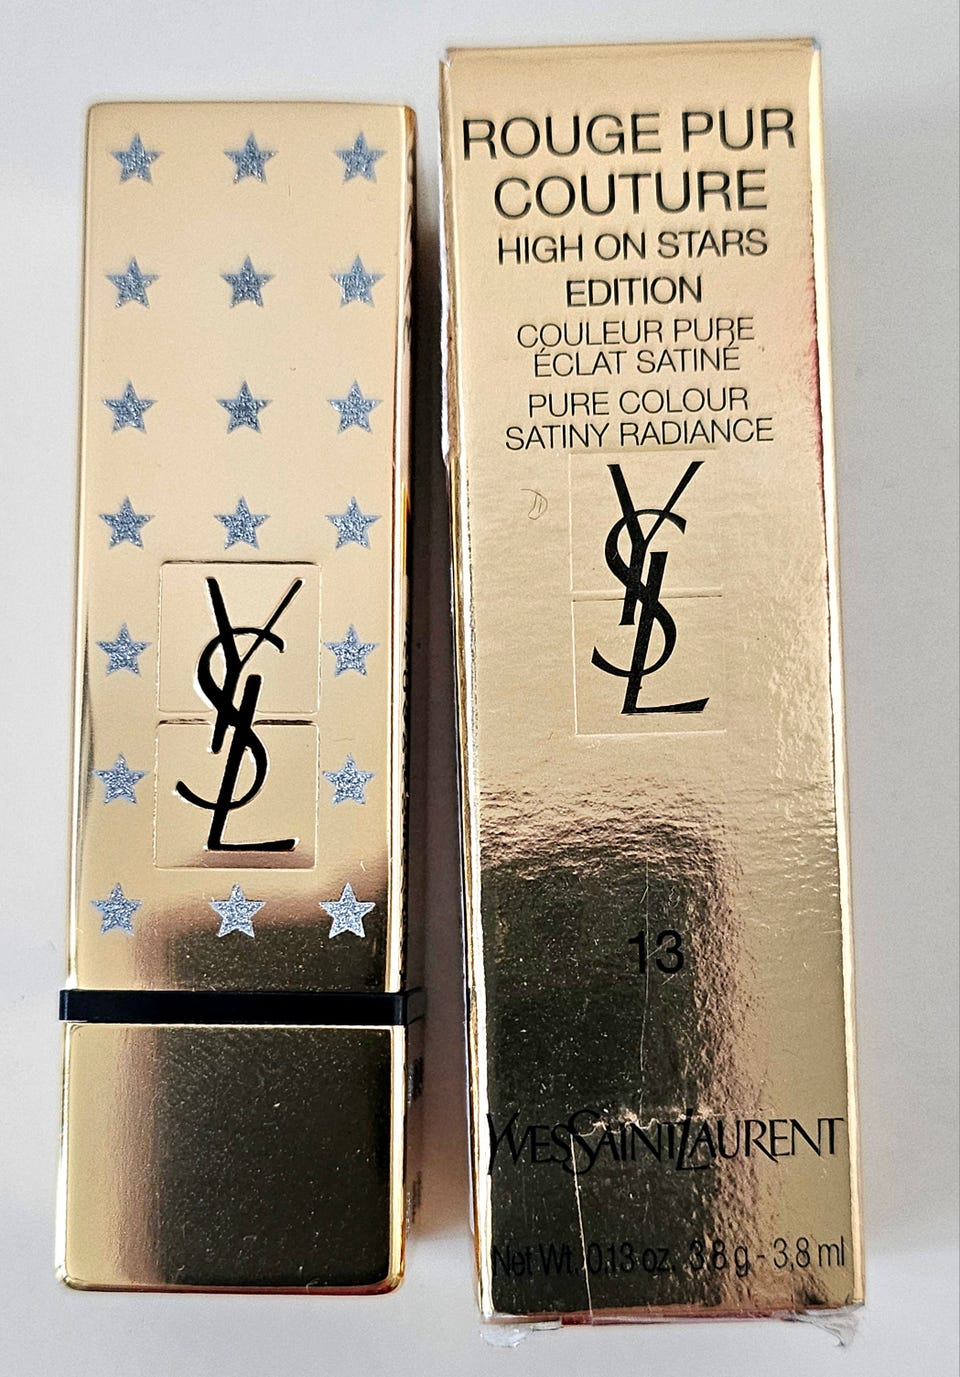 YSL
ROUGE PUR
COUTURE
HIGH ON STARS
EDITION
COULEUR PURE
ÉCLAT SATINÉ
PURE COLOUR
SATINY RADIANCE
YSL
13
YVESSAINTLAURENT
Net Wt. 0.13 oz. 3.8 g - 3,8 ml